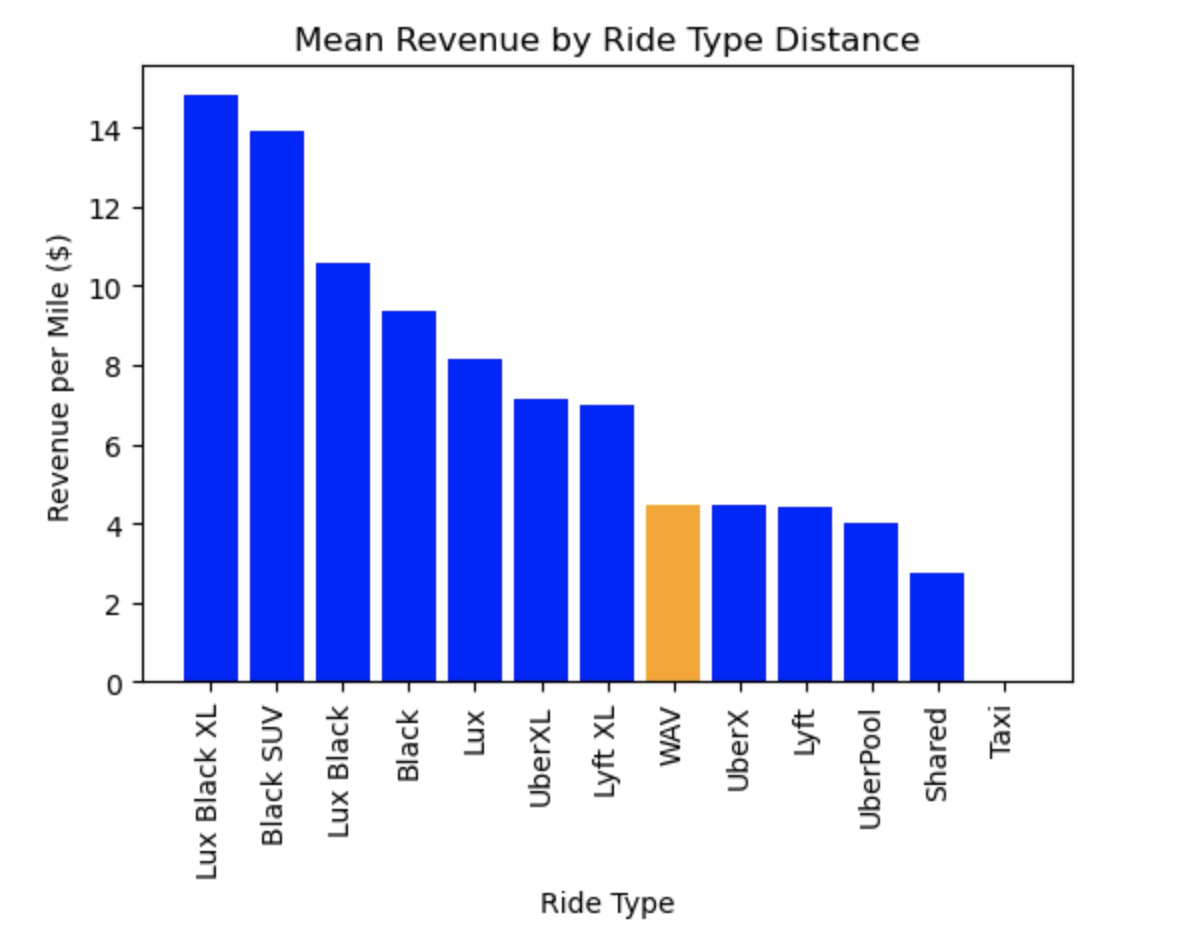 Mean Revenue by Ride Type Distance
Revenue per Mile ($)
14
12
10
8
6
4
2
0
Lux Black XL
Black SUV
Lux Black
Black
Lux
UberXL
Lyft XL
WAV
UberX
Lyft
UberPool
Shared
Taxi
Ride Type